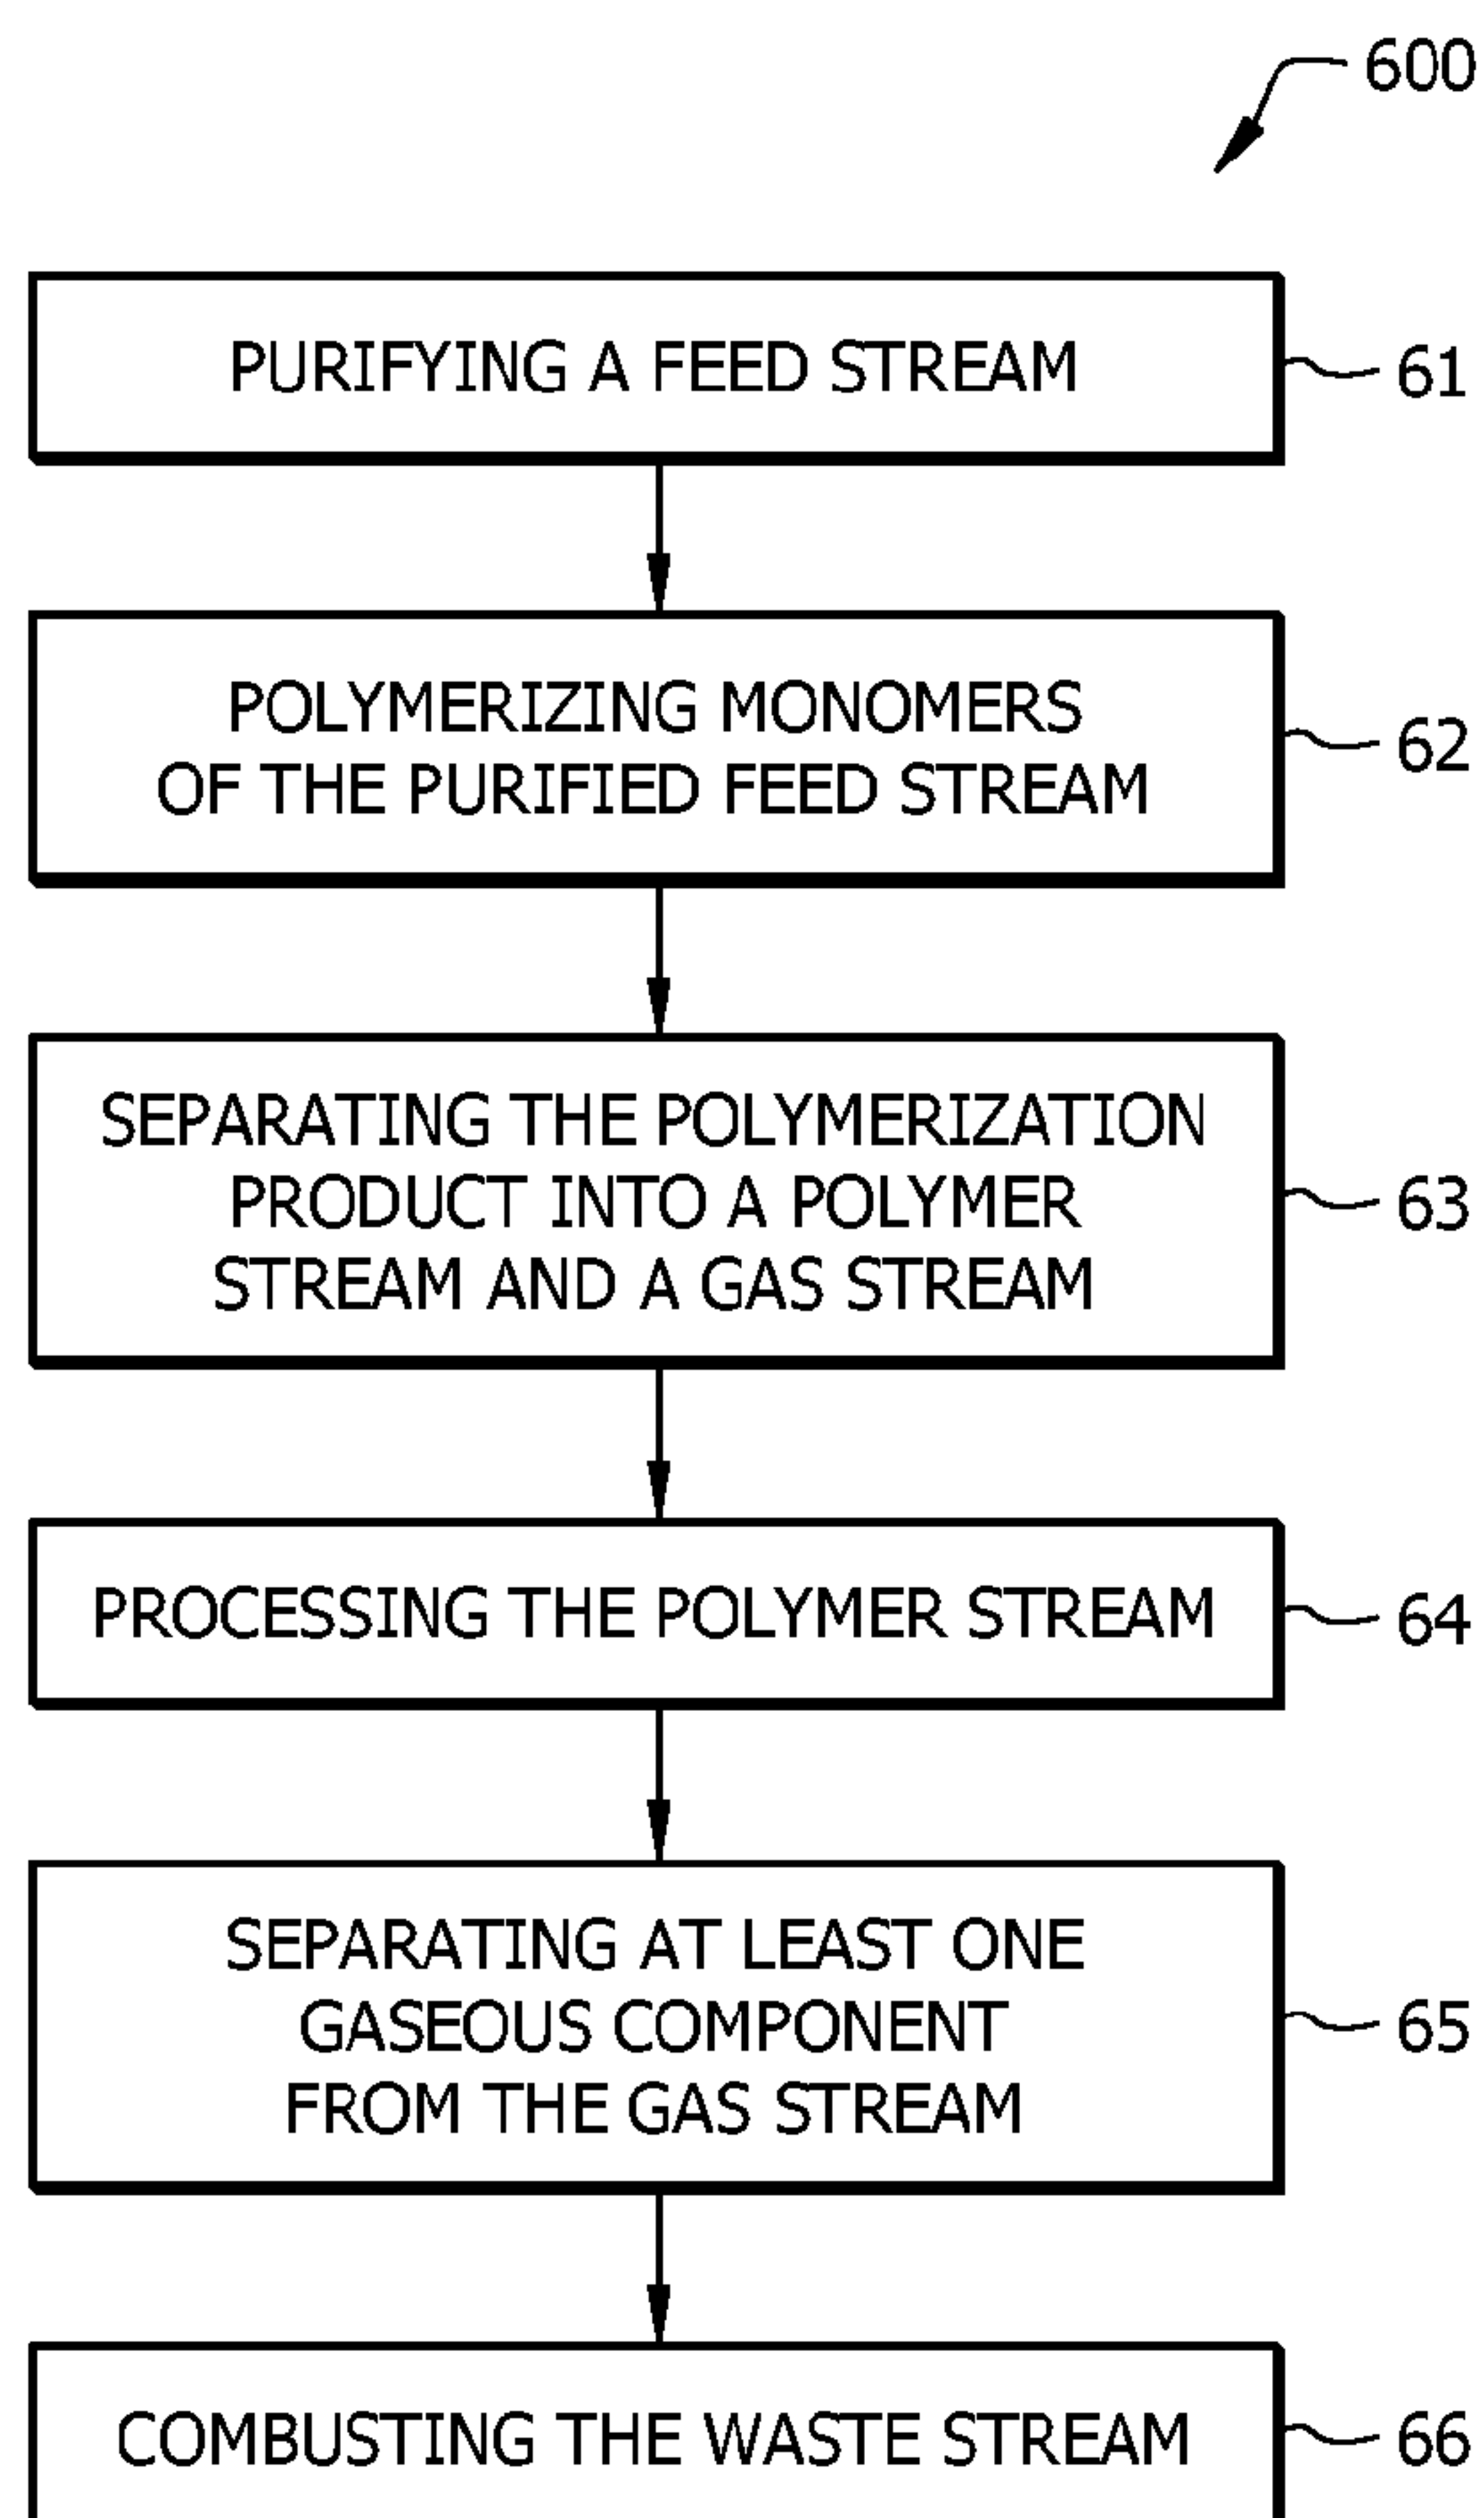 600
PURIFYING A FEED STREAM
61
POLYMERIZING MONOMERS
OF THE PURIFIED FEED STREAM
62
SEPARATING THE POLYMERIZATION
PRODUCT INTO A POLYMER
STREAM AND A GAS STREAM
63
PROCESSING THE POLYMER STREAM
64
SEPARATING AT LEAST ONE
GASEOUS COMPONENT
FROM THE GAS STREAM
65
COMBUSTING THE WASTE STREAM
66